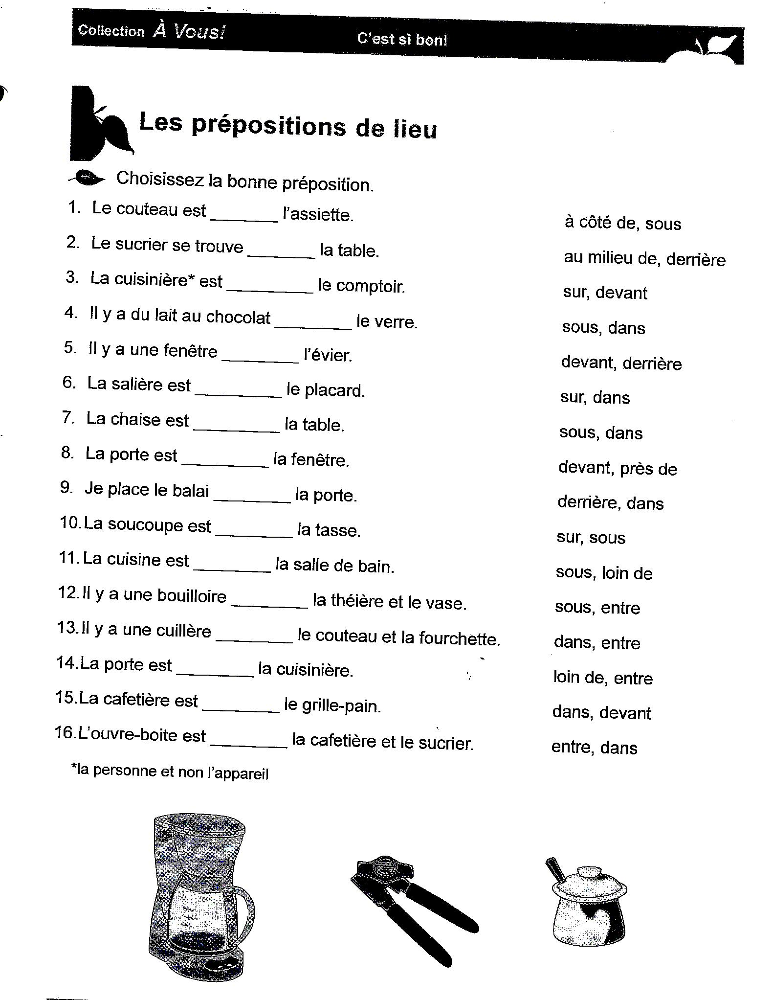 Collection À Vous! C'est si bon!
Les prépositions de lieu
Choisissez la bonne préposition.
1. Le couteau est _______ l'assiette. à côté de, sous
2. Le sucrier se trouve _______ la table. au milieu de, derrière
3. La cuisinière* est _________ le comptoir. sur, devant
4. Il y a du lait au chocolat ________ le verre. sous, dans
5. Il y a une fenêtre ________ l'évier. devant, derrière
6. La salière est _________ le placard. sur, dans
7. La chaise est _________ la table. sous, dans
8. La porte est _________ la fenêtre. devant, près de
9. Je place le balai ________ la porte. derrière, dans
10. La soucoupe est ________ la tasse. sur, sous
11. La cuisine est ________ la salle de bain. sous, loin de
12. Il y a une bouilloire ________ la théière et le vase. sous, entre
13. Il y a une cuillère ________ le couteau et la fourchette. dans, entre
14. La porte est ________ la cuisinière. loin de, entre
15. La cafetière est ________ le grille-pain. dans, devant
16. L'ouvre-boite est ________ la cafetière et le sucrier. entre, dans
*la personne et non l'appareil